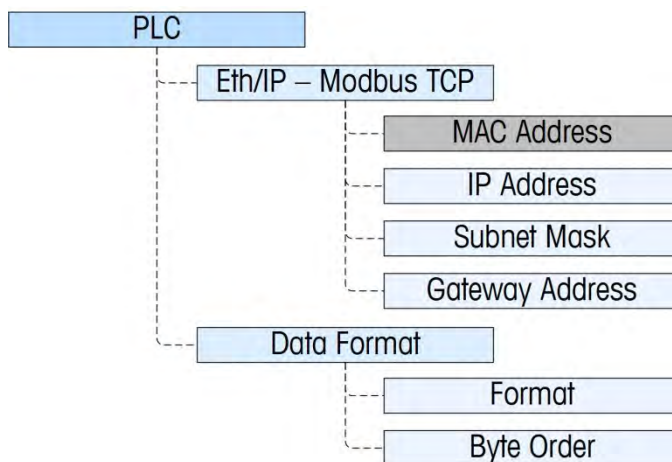 PLC
Eth/IP – Modbus TCP
MAC Address
IP Address
Subnet Mask
Gateway Address
Data Format
Format
Byte Order